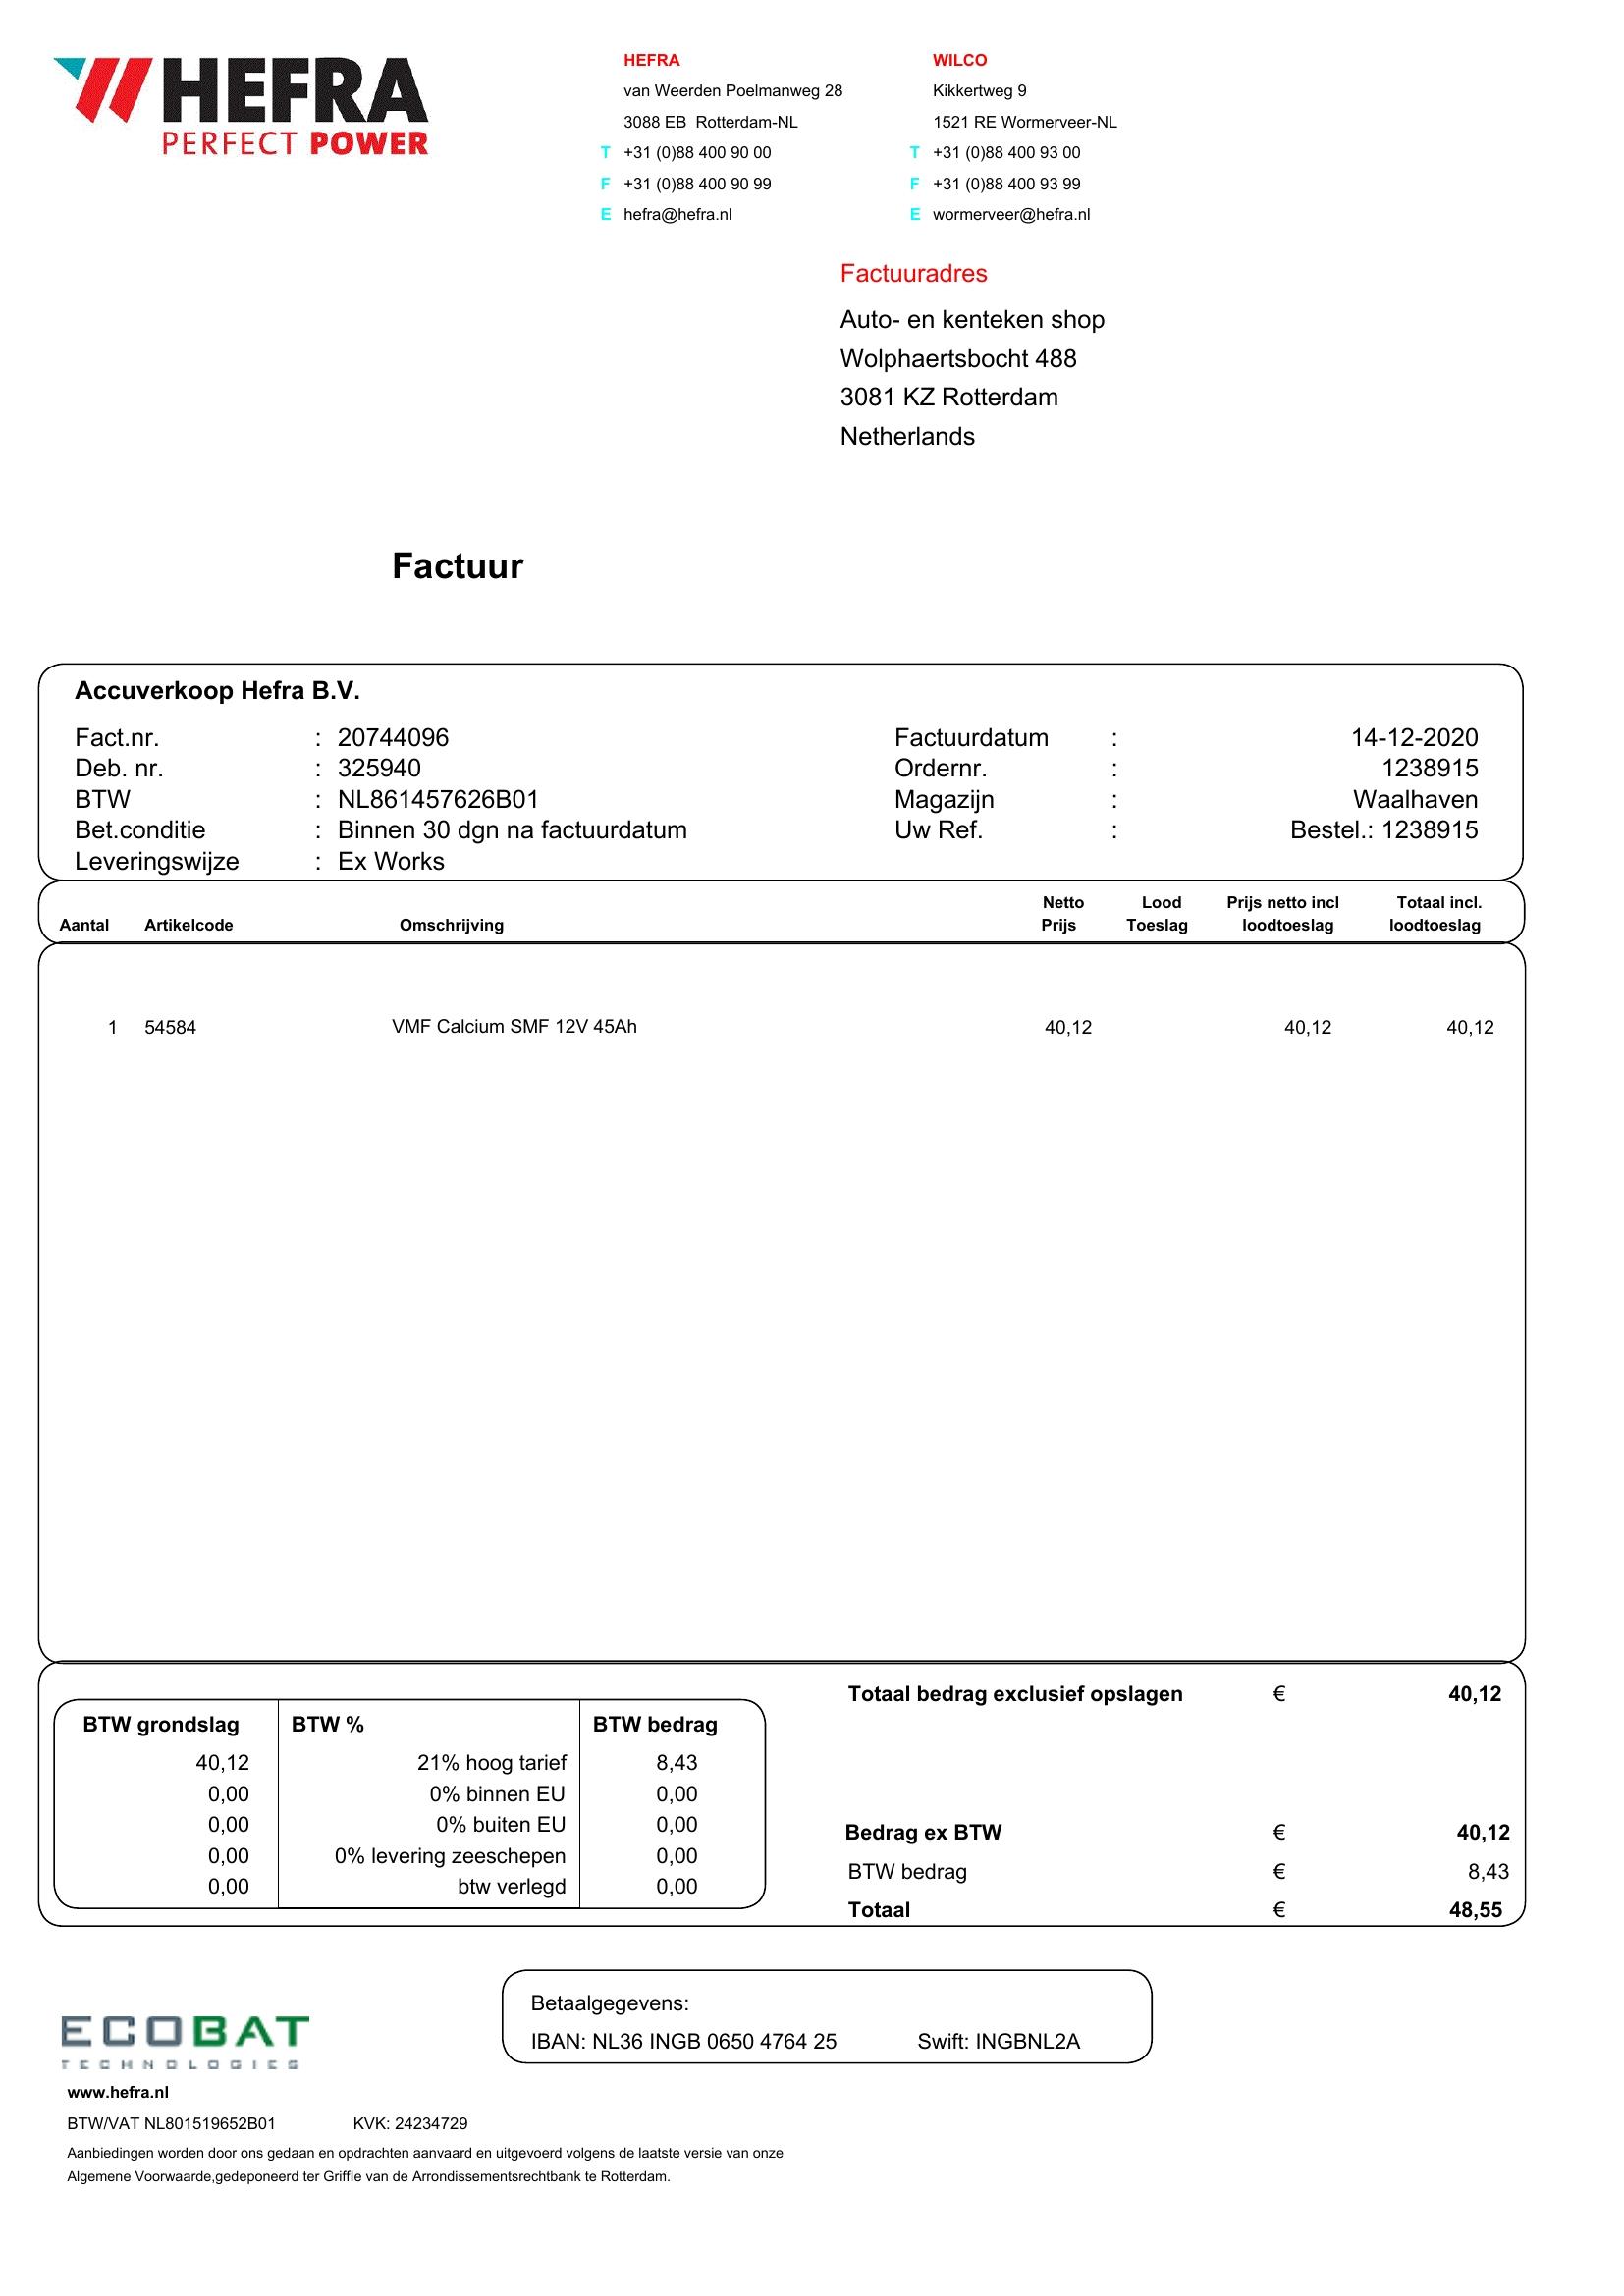 HEFRA
PERFECT POWER
HEFRA
van Weerden Poelmanweg 28
3088 EB Rotterdam-NL
T +31 (0)88 400 90 00
F +31 (0)88 400 90 99
E hefra@hefra.nl
WILCO
Kikkertweg 9
1521 RE Wormerveer-NL
T +31 (0)88 400 93 00
F +31 (0)88 400 93 99
E wormerveer@hefra.nl
Factuuradres
Auto- en kenteken shop
Wolphaertsbocht 488
3081 KZ Rotterdam
Netherlands
Factuur
Accuverkoop Hefra B.V.
Fact.nr. : 20744096 Factuurdatum : 14-12-2020
Deb. nr. : 325940 Ordernr. : 1238915
BTW : NL861457626B01 Magazijn : Waalhaven
Bet.conditie : Binnen 30 dgn na factuurdatum Uw Ref. : Bestel.: 1238915
Leveringswijze : Ex Works
Netto Lood Prijs netto incl Totaal incl.
Aantal Artikelcode Omschrijving Prijs Toeslag loodtoeslag loodtoeslag
1 54584 VMF Calcium SMF 12V 45Ah 40,12 40,12 40,12
Totaal bedrag exclusief opslagen € 40,12
BTW grondslag BTW % BTW bedrag
40,12 21% hoog tarief 8,43
0,00 0% binnen EU 0,00
0,00 0% buiten EU 0,00
0,00 0% levering zeeschepen 0,00
0,00 btw verlegd 0,00
Bedrag ex BTW € 40,12
BTW bedrag € 8,43
Totaal € 48,55
Betaalgegevens:
IBAN: NL36 INGB 0650 4764 25 Swift: INGBNL2A
ECOBAT
TECHNOLOGIES
www.hefra.nl
BTW/VAT NL801519652B01 KVK: 24234729
Aanbiedingen worden door ons gedaan en opdrachten aanvaard en uitgevoerd volgens de laatste versie van onze
Algemene Voorwaarde,gedeponeerd ter Griffle van de Arrondissementsrechtbank te Rotterdam.